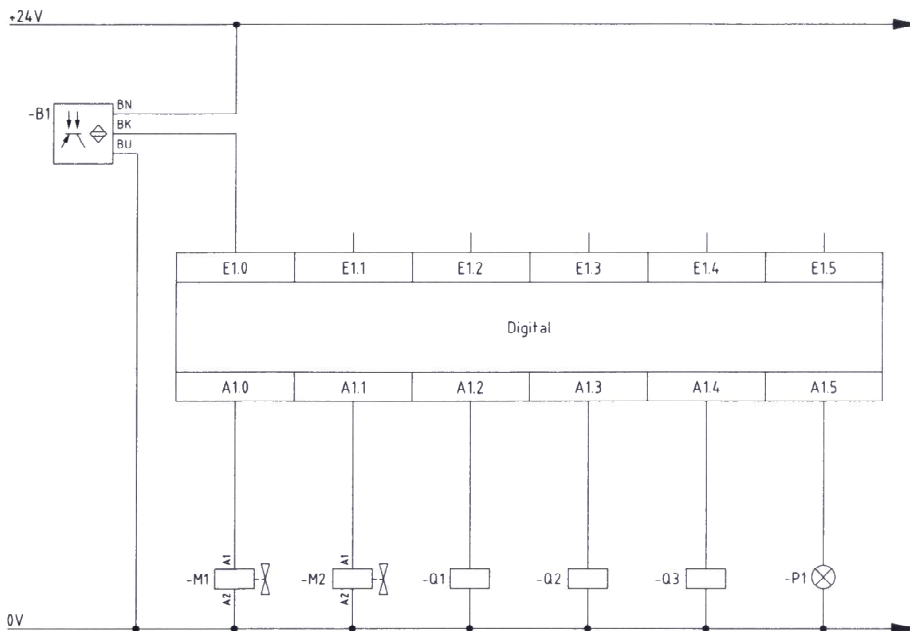 +24V
-B1
BN
BK
BU
E1.0 E1.1 E1.2 E1.3 E1.4 E1.5
Digital
A1.0 A1.1 A1.2 A1.3 A1.4 A1.5
A1 A1
-M1 -M2 -Q1 -Q2 -Q3 -P1
A2 A2
0V